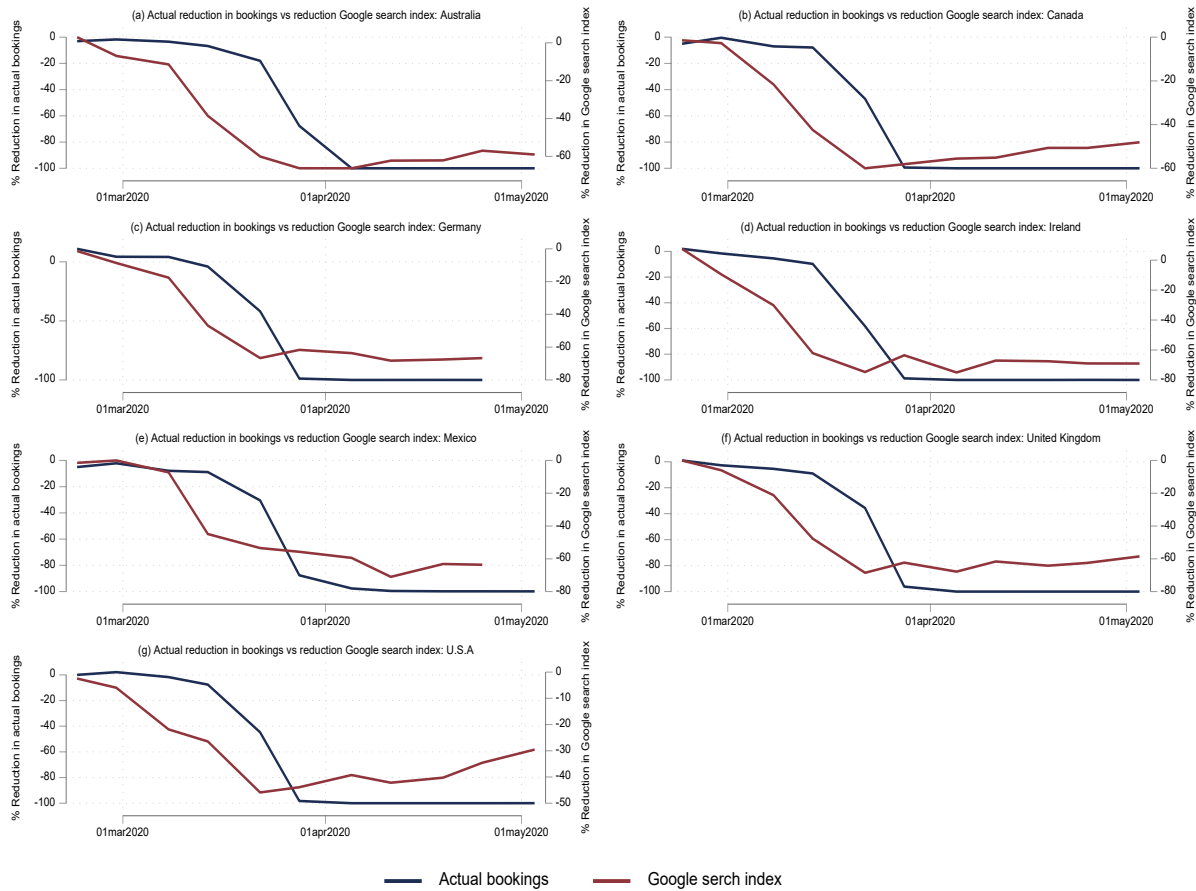 (a) Actual reduction in bookings vs reduction Google search index: Australia
% Reduction in actual bookings
0
-20
-40
-60
-80
-100
0
-20
-40
-60
% Reduction in Google search index
01mar2020 01apr2020 01may2020
(b) Actual reduction in bookings vs reduction Google search index: Canada
% Reduction in actual bookings
0
-20
-40
-60
-80
-100
0
-20
-40
-60
% Reduction in Google search index
01mar2020 01apr2020 01may2020
(c) Actual reduction in bookings vs reduction Google search index: Germany
% Reduction in actual bookings
0
-50
-100
0
-20
-40
-60
-80
% Reduction in Google search index
01mar2020 01apr2020 01may2020
(d) Actual reduction in bookings vs reduction Google search index: Ireland
% Reduction in actual bookings
0
-20
-40
-60
-80
-100
0
-20
-40
-60
-80
% Reduction in Google search index
01mar2020 01apr2020 01may2020
(e) Actual reduction in bookings vs reduction Google search index: Mexico
% Reduction in actual bookings
0
-20
-40
-60
-80
-100
0
-20
-40
-60
-80
% Reduction in Google search index
01mar2020 01apr2020 01may2020
(f) Actual reduction in bookings vs reduction Google search index: United Kingdom
% Reduction in actual bookings
0
-20
-40
-60
-80
-100
0
-20
-40
-60
-80
% Reduction in Google search index
01mar2020 01apr2020 01may2020
(g) Actual reduction in bookings vs reduction Google search index: U.S.A
% Reduction in actual bookings
0
-20
-40
-60
-80
-100
0
-10
-20
-30
-40
-50
% Reduction in Google search index
01mar2020 01apr2020 01may2020
Actual bookings Google serch index